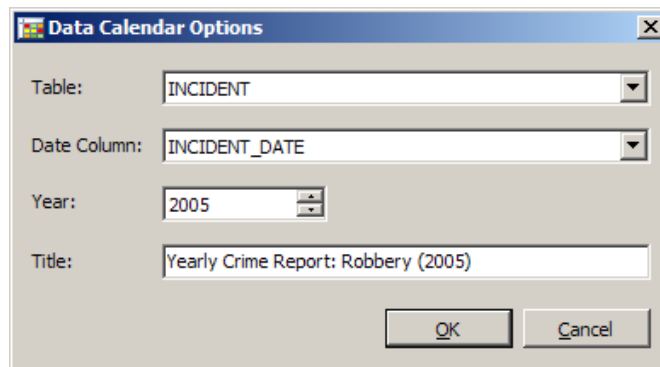 Data Calendar Options
Table: INCIDENT
Date Column: INCIDENT_DATE
Year: 2005
Title: Yearly Crime Report: Robbery (2005)
OK Cancel